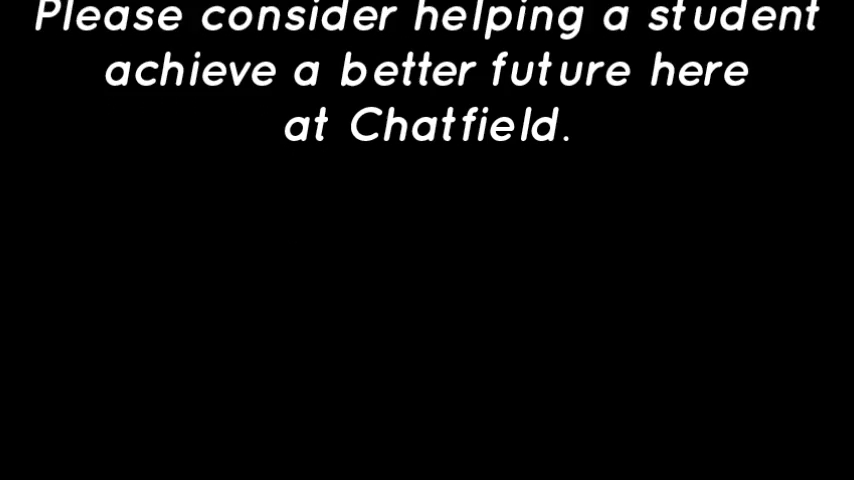 Please consider helping a student
achieve a better future here
at Chatfield.